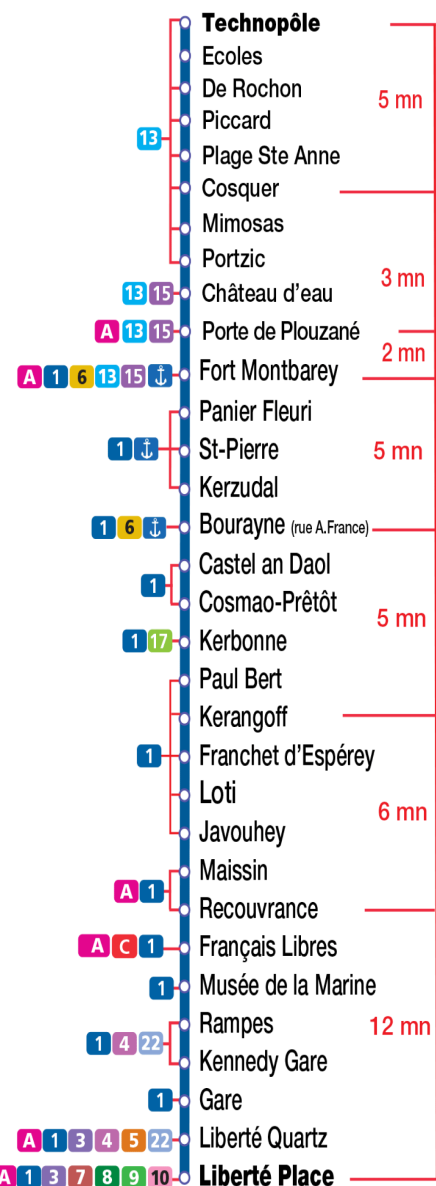 Technopôle
Ecoles
De Rochon
5 mn
Piccard
13
Plage Ste Anne
Cosquer
Mimosas
Portzic
3 mn
13 15 Château d'eau
A 13 15 Porte de Plouzané
2 mn
A 1 6 13 15 Fort Montbarey
Panier Fleuri
1 St-Pierre 5 mn
Kerzudal
1 6 Bourayne (rue A.France)
Castel an Daol
1
Cosmao-Prêtôt
5 mn
1 17 Kerbonne
Paul Bert
Kerangoff
1 Franchet d'Espérey
Loti
6 mn
Javouhey
Maissin
A 1
Recouvrance
A C 1 Français Libres
1 Musée de la Marine
Rampes
12 mn
1 4 22
Kennedy Gare
1 Gare
A 1 3 4 5 22 Liberté Quartz
A 1 3 7 8 9 10 Liberté Place